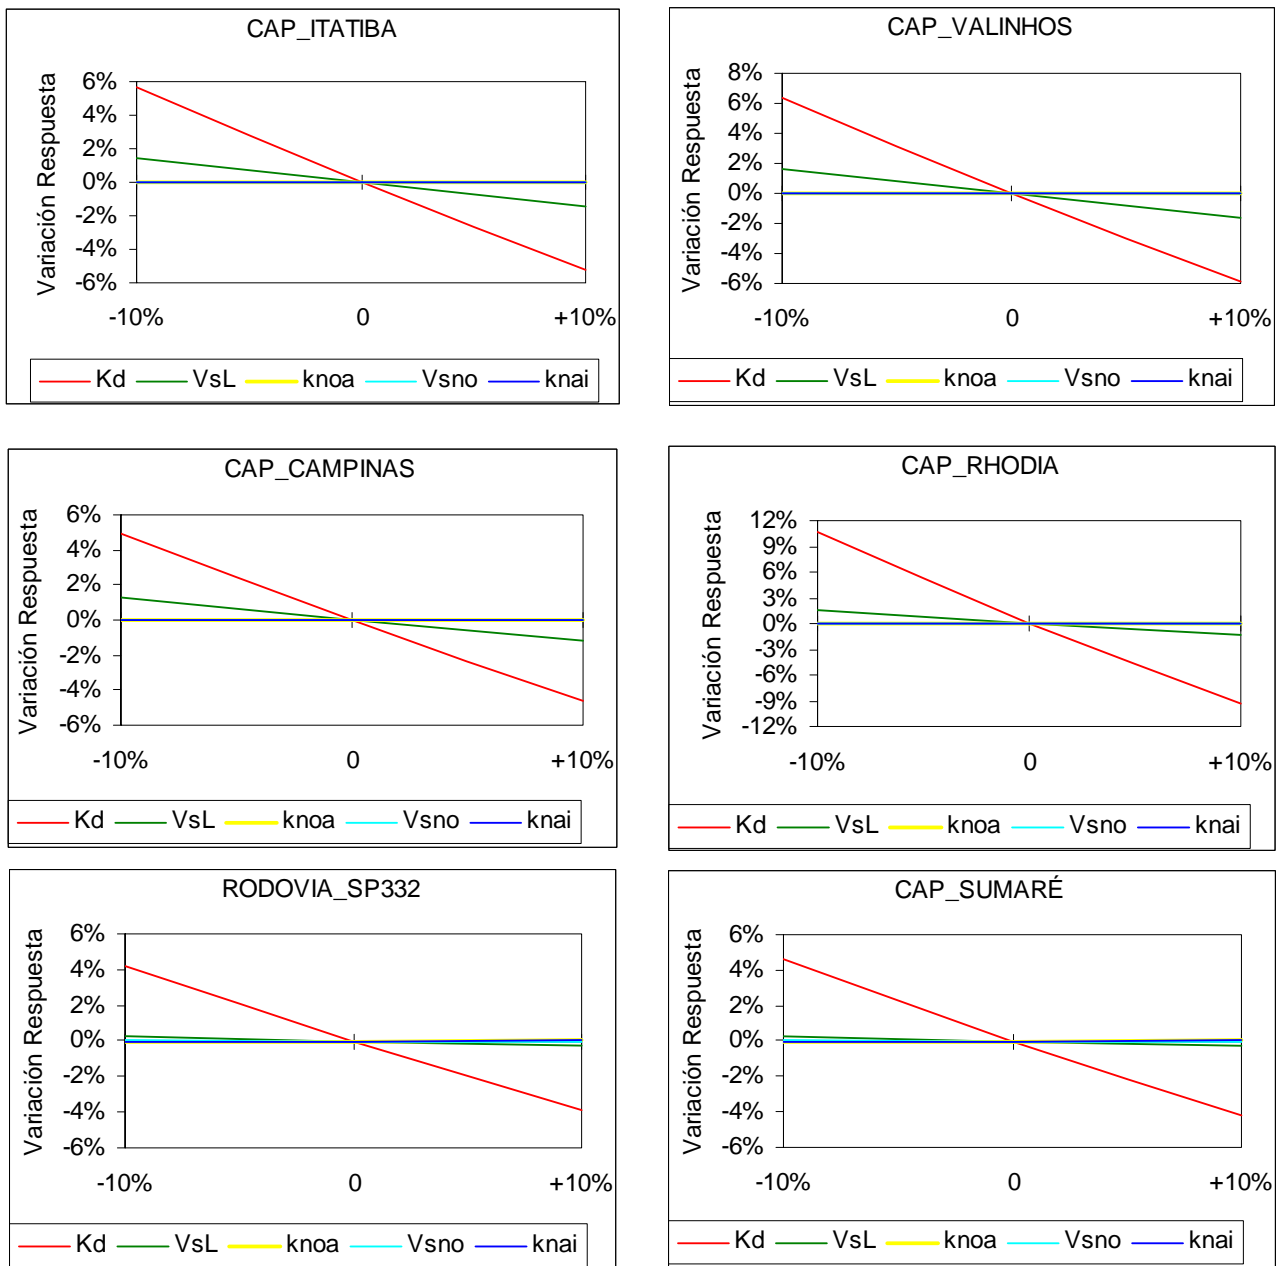 CAP_ITATIBA
Variación Respuesta
6%
4%
2%
0%
-2%
-4%
-6%
-10% 0 +10%
Kd VsL knoa Vsno knai
CAP_VALINHOS
Variación Respuesta
8%
6%
4%
2%
0%
-2%
-4%
-6%
-10% 0 +10%
Kd VsL knoa Vsno knai
CAP_CAMPINAS
Variación Respuesta
6%
4%
2%
0%
-2%
-4%
-6%
-10% 0 +10%
Kd VsL knoa Vsno knai
CAP_RHODIA
Variación Respuesta
12%
9%
6%
3%
0%
-3%
-6%
-9%
-12%
-10% 0 +10%
Kd VsL knoa Vsno knai
RODOVIA_SP332
Variación Respuesta
6%
4%
2%
0%
-2%
-4%
-6%
-10% 0 +10%
Kd VsL knoa Vsno knai
CAP_SUMARÉ
Variación Respuesta
6%
4%
2%
0%
-2%
-4%
-6%
-10% 0 +10%
Kd VsL knoa Vsno knai